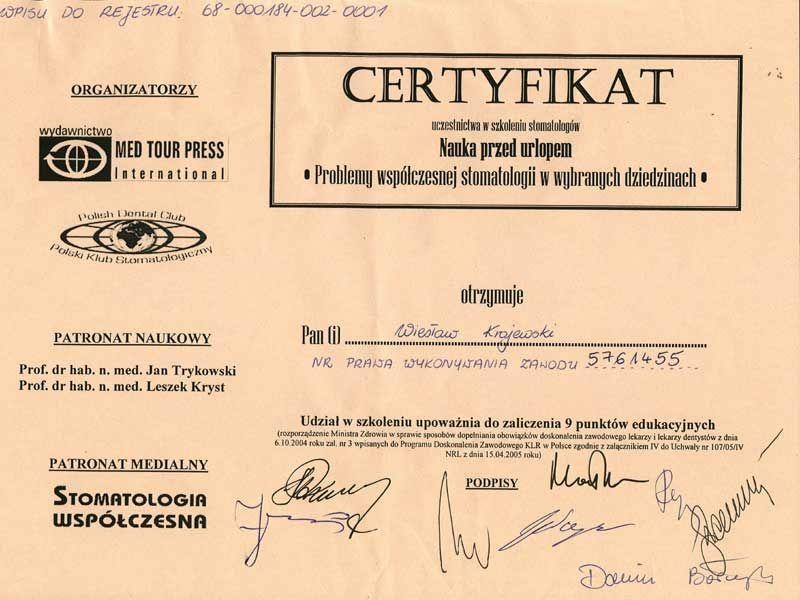 WPISU DO REJESTRU: 68-000184-002-0001
ORGANIZATORZY
wydawnictwo
MED TOUR PRESS
International
Polish Dental Club
Polski Klub Stomatologiczny
PATRONAT NAUKOWY
Prof. dr hab. n. med. Jan Trykowski
Prof. dr hab. n. med. Leszek Kryst
PATRONAT MEDIALNY
STOMATOLOGIA
WSPÓŁCZESNA
CERTYFIKAT
uczestnictwa w szkoleniu stomatologów
Nauka przed urlopem
• Problemy współczesnej stomatologii w wybranych dziedzinach •
otrzymuje
Pan (i) Wiesław Krajewski
NR PRAWA WYKONYWANIA ZAWODU 5761455
Udział w szkoleniu upoważnia do zaliczenia 9 punktów edukacyjnych
(rozporządzenie Ministra Zdrowia w sprawie sposobów dopełniania obowiązków doskonalenia zawodowego lekarzy i lekarzy dentystów z dnia
6.10.2004 roku zał. nr 3 wpisanych do Programu Doskonalenia Zawodowego KLR w Polsce zgodnie z załącznikiem IV do Uchwały nr 107/05/IV
NRL z dnia 15.04.2005 roku)
PODPISY